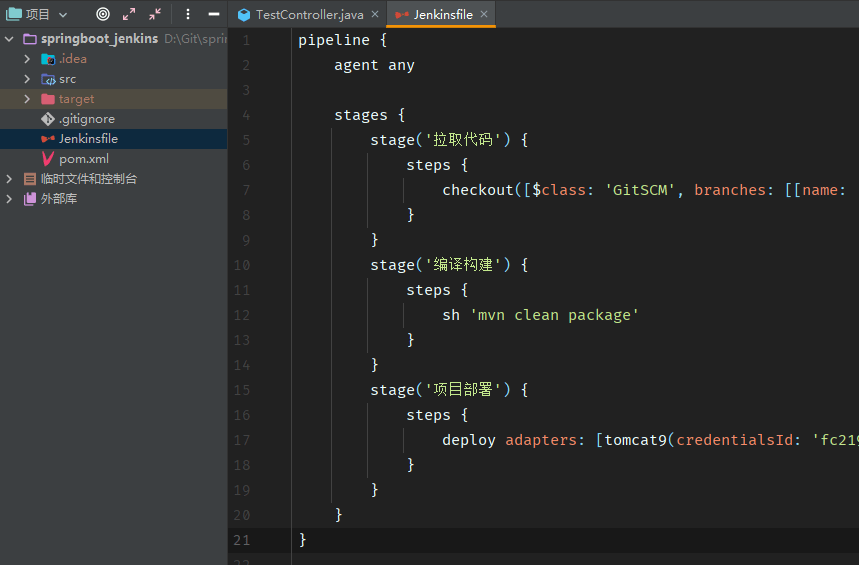 项目
TestController.java
Jenkinsfile
springboot_jenkins D:\Git\spri
.idea
src
target
.gitignore
Jenkinsfile
pom.xml
临时文件和控制台
外部库
1 pipeline {
2 agent any
3
4 stages {
5 stage('拉取代码') {
6 steps {
7 checkout([$class: 'GitSCM', branches: [[name:
8 }
9 }
10 stage('编译构建') {
11 steps {
12 sh 'mvn clean package'
13 }
14 }
15 stage('项目部署') {
16 steps {
17 deploy adapters: [tomcat9(credentialsId: 'fc219
18 }
19 }
20 }
21 }